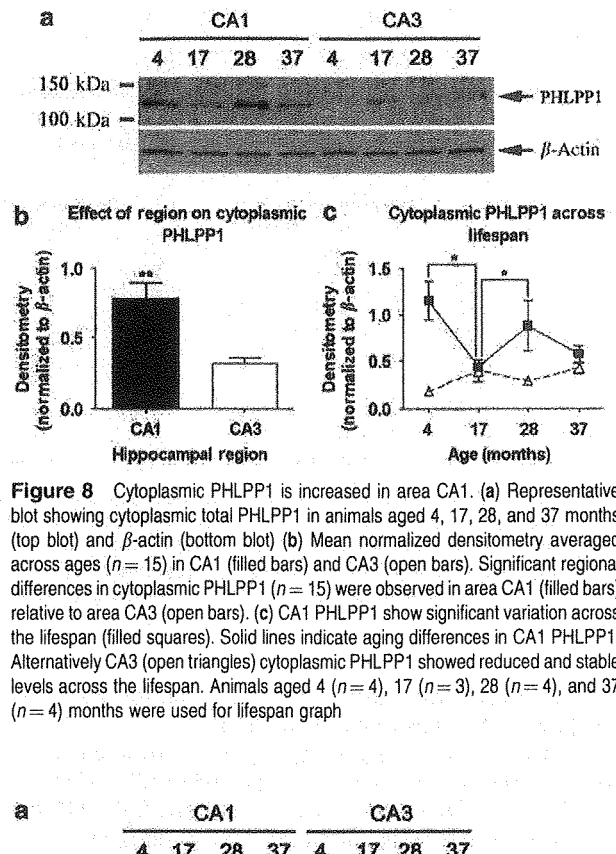 a
CA1 CA3
4 17 28 37 4 17 28 37
150 kDa
100 kDa
PHLPP1
β-Actin
b Effect of region on cytoplasmic PHLPP1
Densitometry
(normalized to β-actin)
1.0
0.5
0.0
**
CA1 CA3
Hippocampal region
c Cytoplasmic PHLPP1 across lifespan
Densitometry
(normalized to β-actin)
1.5
1.0
0.5
0.0
* *
4 17 28 37
Age (months)
Figure 8 Cytoplasmic PHLPP1 is increased in area CA1. (a) Representative
blot showing cytoplasmic total PHLPP1 in animals aged 4, 17, 28, and 37 months
(top blot) and β-actin (bottom blot) (b) Mean normalized densitometry averaged
across ages (n = 15) in CA1 (filled bars) and CA3 (open bars). Significant regiona
differences in cytoplasmic PHLPP1 (n = 15) were observed in area CA1 (filled bars
relative to area CA3 (open bars). (c) CA1 PHLPP1 show significant variation across
the lifespan (filled squares). Solid lines indicate aging differences in CA1 PHLPP1
Alternatively CA3 (open triangles) cytoplasmic PHLPP1 showed reduced and stable
levels across the lifespan. Animals aged 4 (n = 4), 17 (n = 3), 28 (n = 4), and 37
(n = 4) months were used for lifespan graph
a
CA1 CA3
4 17 28 37 4 17 28 37